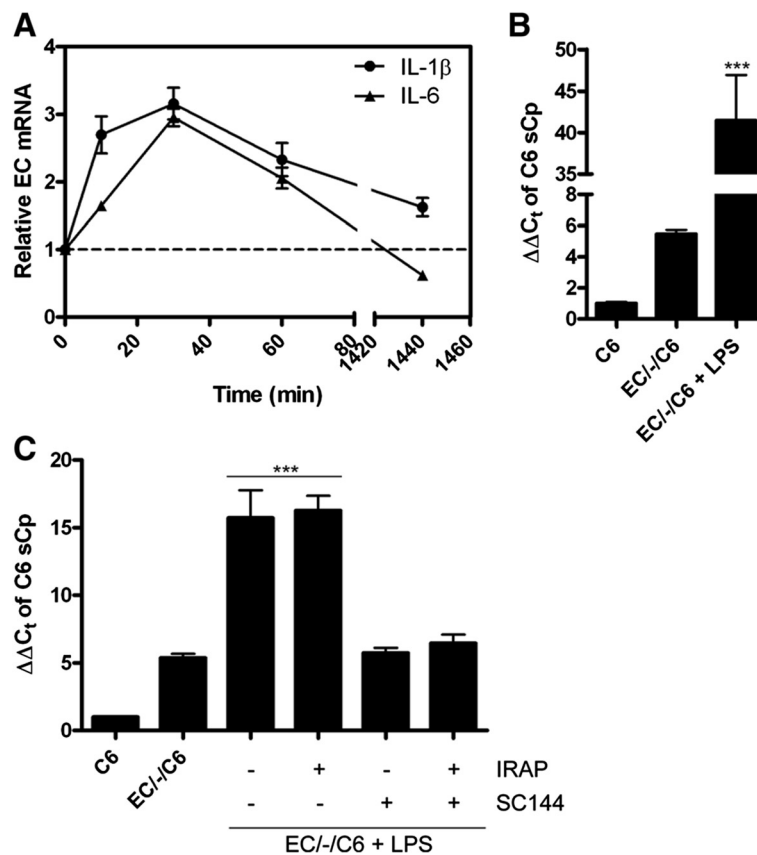 A
Relative EC mRNA
4
3
2
1
0
IL-1β
IL-6
0
20
40
60
80
1420
1440
1460
Time (min)
B
ΔΔCt of C6 sCp
50
45
40
35
8
6
4
2
0
***
C6
EC/-/C6
EC/-/C6 + LPS
C
ΔΔCt of C6 sCp
20
15
10
5
0
***
C6
EC/-/C6
- + - + IRAP
- - + + SC144
EC/-/C6 + LPS